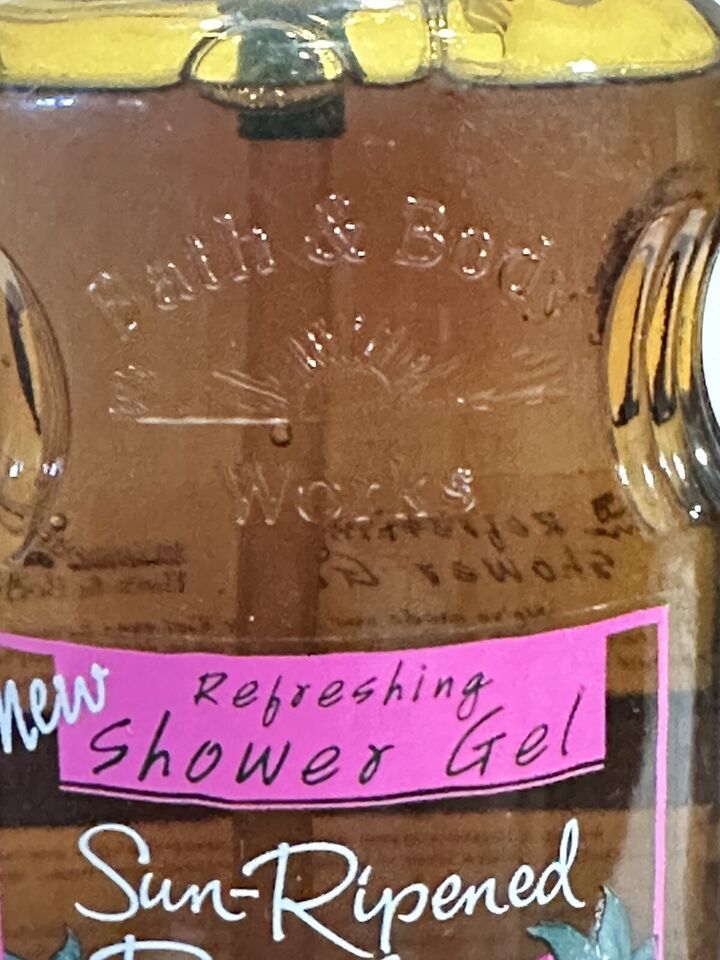 Bath & Body
Works
new
Refreshing
Shower Gel
Sun-Ripened